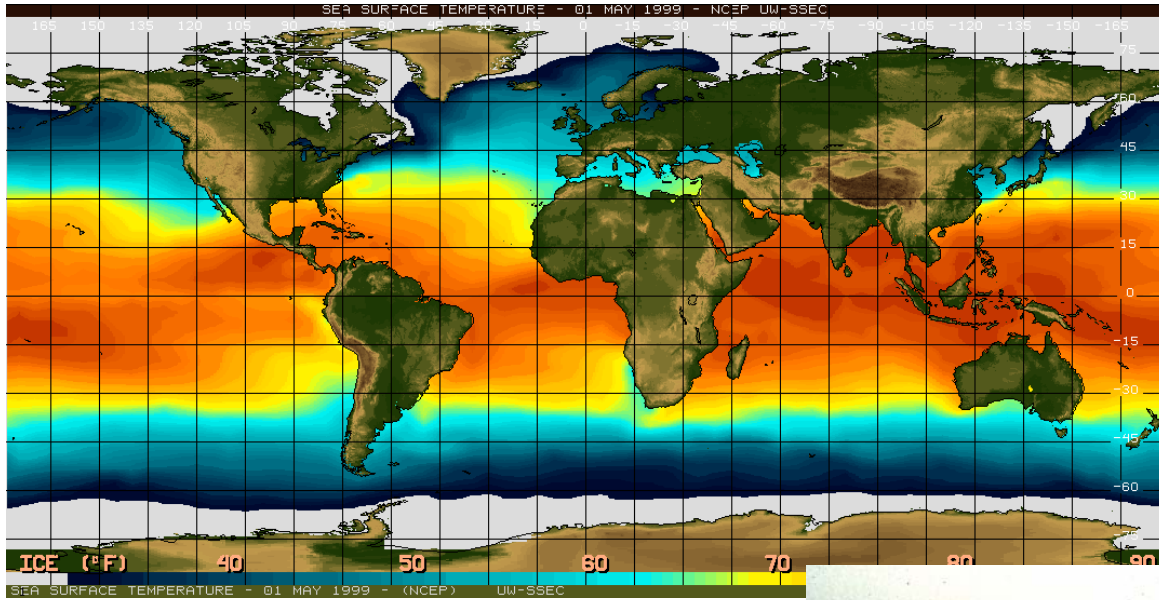 SEA SURFACE TEMPERATURE - 01 MAY 1999 - NCEP UW-SSEC
165 150 135 120 105 90 75 60 45 30 15 0 -15 -30 -45 -60 -75 -90 -105 -120 -135 -150 -165
75
60
45
30
15
0
-15
-30
-45
-60
-75
ICE (°F) 40 50 60 70 80 90
SEA SURFACE TEMPERATURE - 01 MAY 1999 - (NCEP) UW-SSEC